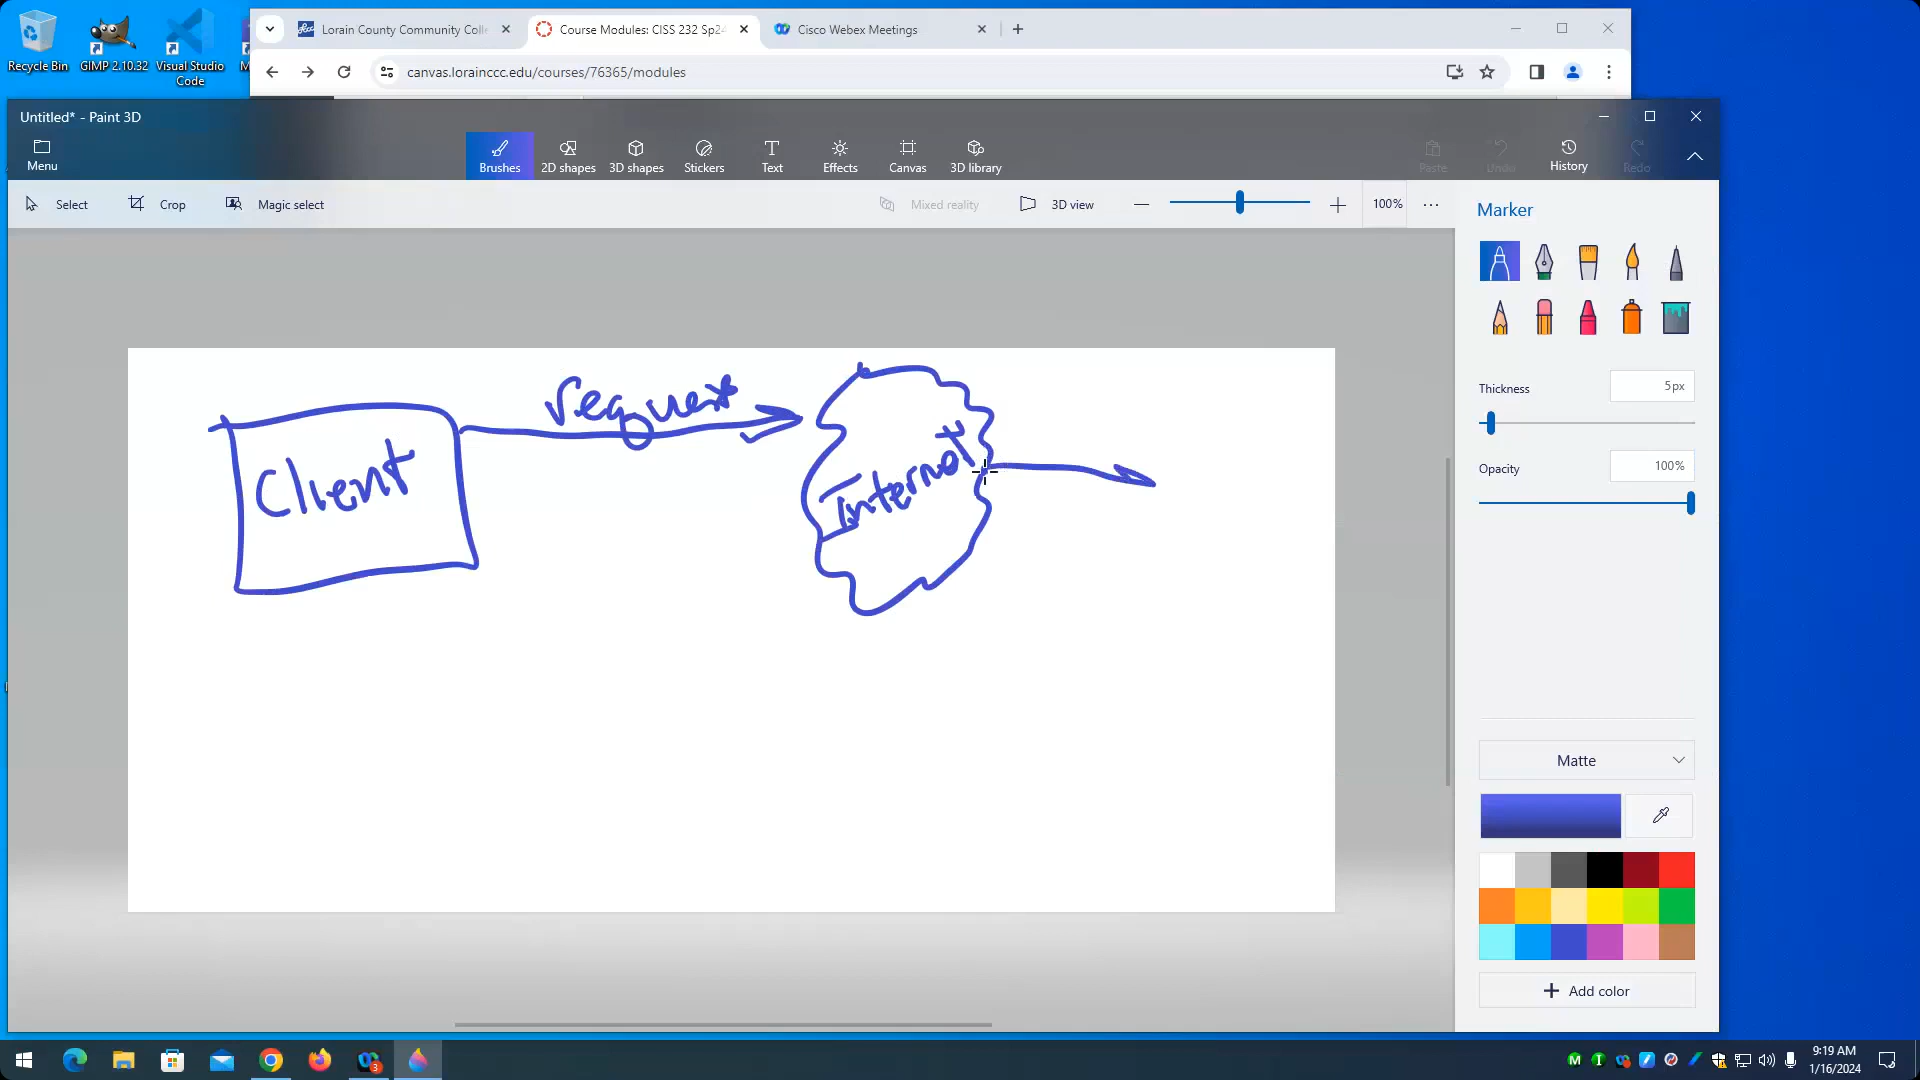 Recycle Bin
GIMP 2.10.32
Visual Studio
Code
M
Lorain County Community Coll
Course Modules: CISS 232 Sp24
Cisco Webex Meetings
canvas.lorainccc.edu/courses/76365/modules
Untitled* - Paint 3D
Menu
Brushes
2D shapes
3D shapes
Stickers
Text
Effects
Canvas
3D library
Paste
Undo
History
Redo
Select
Crop
Magic select
Mixed reality
3D view
100%
Marker
Thickness
5px
Opacity
100%
request
Client
Internet
Matte
Add color
3
M
I
9:19 AM
1/16/2024